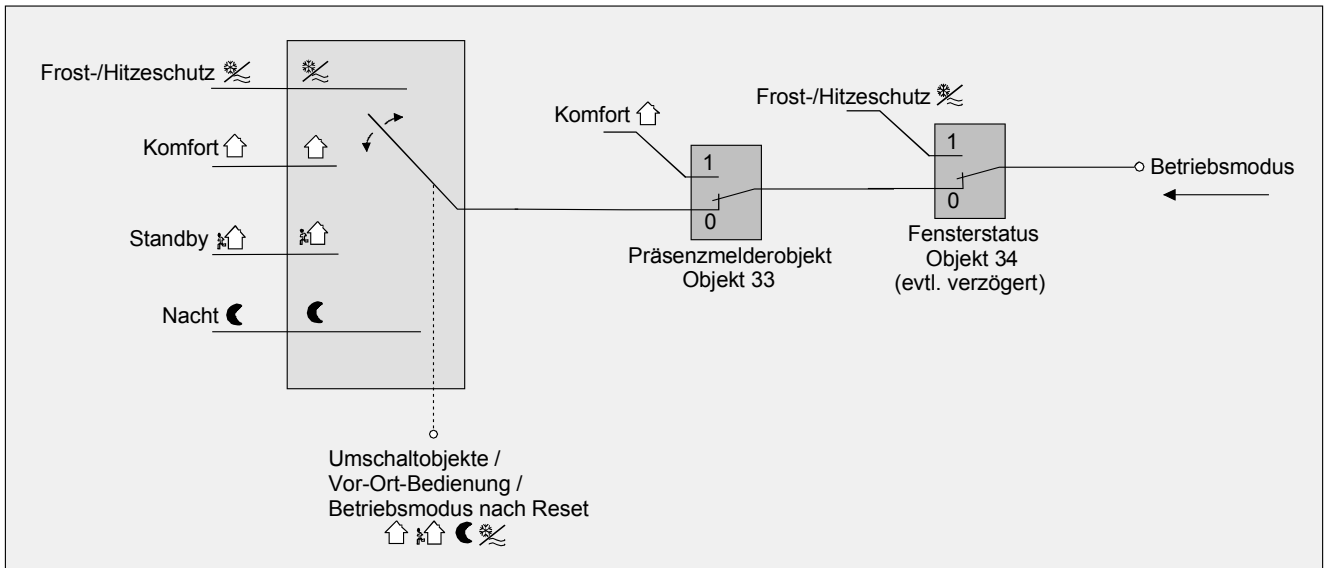 Frost-/Hitzeschutz
Komfort
Standby
Nacht
Komfort
1
0
Präsenzmelderobjekt
Objekt 33
Frost-/Hitzeschutz
1
0
Fensterstatus
Objekt 34
(evtl. verzögert)
Betriebsmodus
Umschaltobjekte /
Vor-Ort-Bedienung /
Betriebsmodus nach Reset